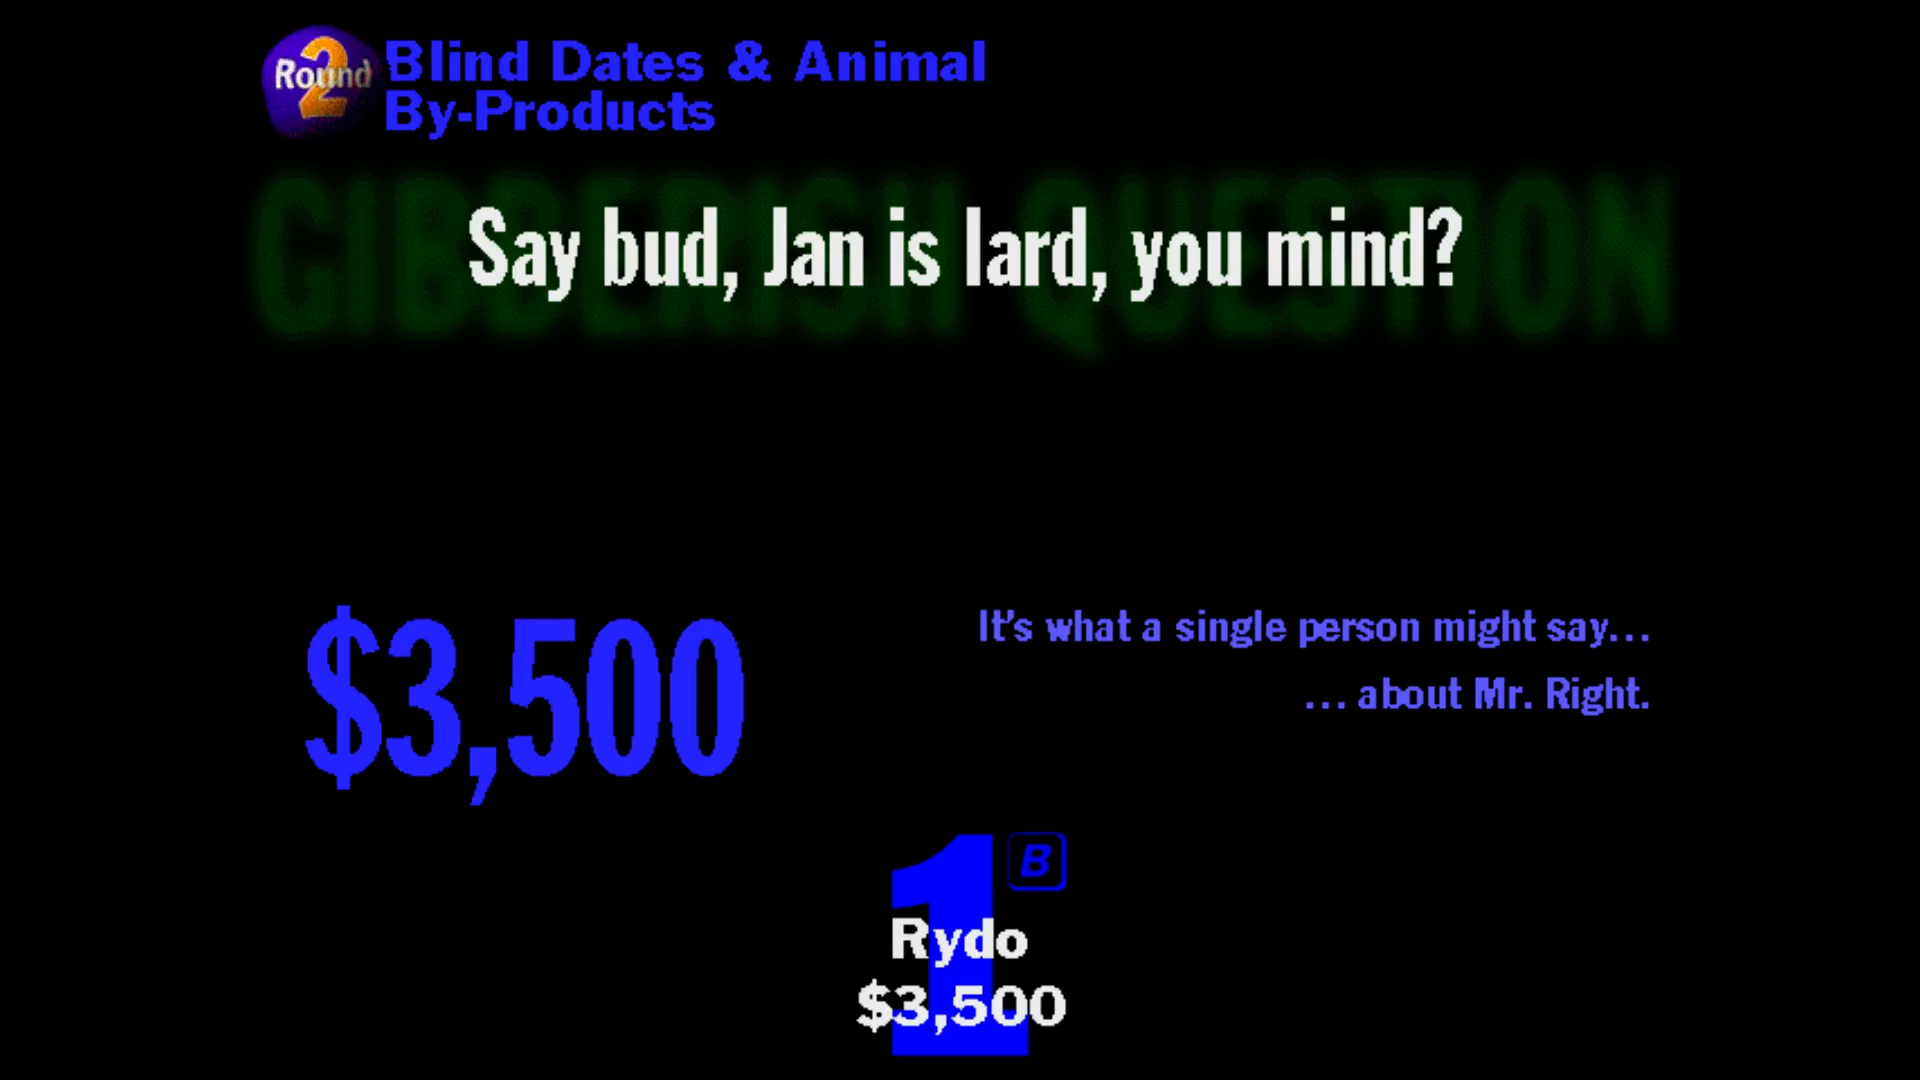 Round 2
Blind Dates & Animal
By-Products
GIBBERISH QUESTION
Say bud, Jan is lard, you mind?
$3,500
It's what a single person might say...
... about Mr. Right.
1
B
Rydo
$3,500